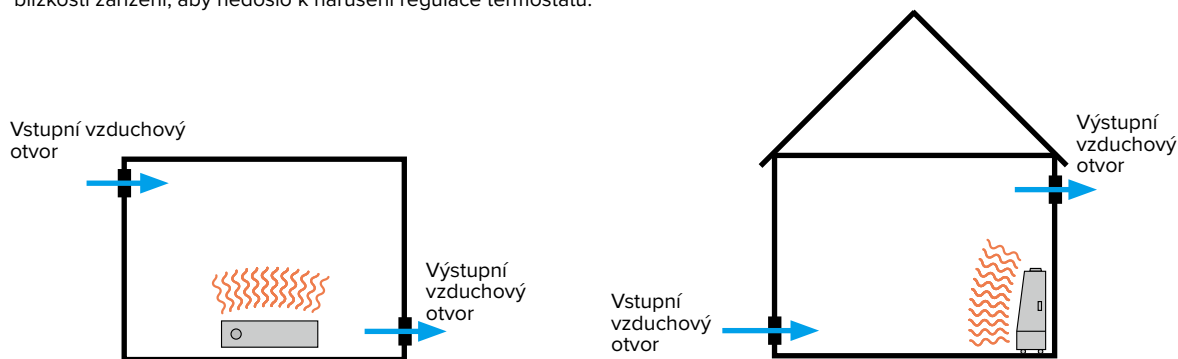 blízkosti zařízení, aby nedošlo k narušení regulace termostatu.
Vstupní vzduchový
otvor
Výstupní
vzduchový
otvor
Výstupní
vzduchový
otvor
Vstupní
vzduchový
otvor